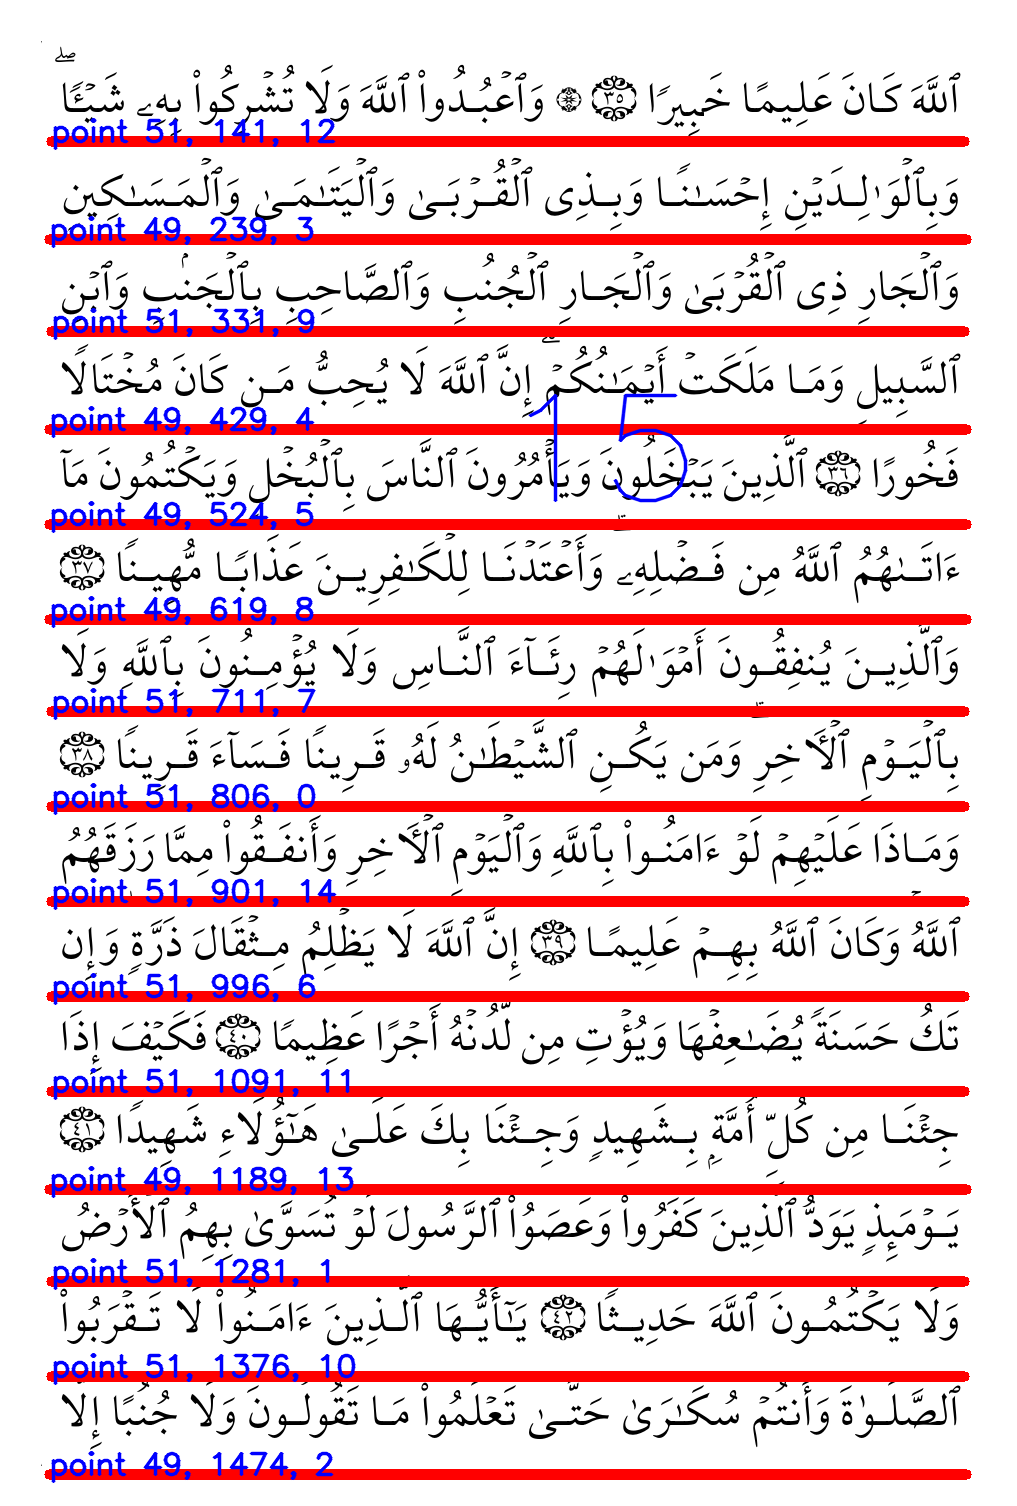 ٱللَّهَ كَانَ عَلِيمًا خَبِيرًا ٣٥ ۞ وَٱعۡبُدُواْ ٱللَّهَ وَلَا تُشۡرِكُواْ بِهِۦ شَيۡـٔٗاۖ
point 51, 141, 12
وَبِٱلۡوَٰلِدَيۡنِ إِحۡسَٰنٗا وَبِذِي ٱلۡقُرۡبَىٰ وَٱلۡيَتَٰمَىٰ وَٱلۡمَسَٰكِينِ
point 49, 239, 3
وَٱلۡجَارِ ذِي ٱلۡقُرۡبَىٰ وَٱلۡجَارِ ٱلۡجُنُبِ وَٱلصَّاحِبِ بِٱلۡجَنۢبِ وَٱبۡنِ
point 51, 331, 9
ٱلسَّبِيلِ وَمَا مَلَكَتۡ أَيۡمَٰنُكُمۡۗ إِنَّ ٱللَّهَ لَا يُحِبُّ مَن كَانَ مُخۡتَالٗا
point 49, 429, 4
15
فَخُورًا ٣٦ ٱلَّذِينَ يَبۡخَلُونَ وَيَأۡمُرُونَ ٱلنَّاسَ بِٱلۡبُخۡلِ وَيَكۡتُمُونَ مَآ
point 49, 524, 5
ءَاتَىٰهُمُ ٱللَّهُ مِن فَضۡلِهِۦۗ وَأَعۡتَدۡنَا لِلۡكَٰفِرِينَ عَذَابٗا مُّهِينٗا ٣٧
point 49, 619, 8
وَٱلَّذِينَ يُنفِقُونَ أَمۡوَٰلَهُمۡ رِئَآءَ ٱلنَّاسِ وَلَا يُؤۡمِنُونَ بِٱللَّهِ وَلَا
point 51, 711, 7
بِٱلۡيَوۡمِ ٱلۡأٓخِرِۗ وَمَن يَكُنِ ٱلشَّيۡطَٰنُ لَهُۥ قَرِينٗا فَسَآءَ قَرِينٗا ٣٨
point 51, 806, 0
وَمَاذَا عَلَيۡهِمۡ لَوۡ ءَامَنُواْ بِٱللَّهِ وَٱلۡيَوۡمِ ٱلۡأٓخِرِ وَأَنفَقُواْ مِمَّا رَزَقَهُمُ
point 51, 901, 14
ٱللَّهُۚ وَكَانَ ٱللَّهُ بِهِمۡ عَلِيمًا ٣٩ إِنَّ ٱللَّهَ لَا يَظۡلِمُ مِثۡقَالَ ذَرَّةٖۖ وَإِن
point 51, 996, 6
تَكُ حَسَنَةٗ يُضَٰعِفۡهَا وَيُؤۡتِ مِن لَّدُنۡهُ أَجۡرًا عَظِيمٗا ٤٠ فَكَيۡفَ إِذَا
point 51, 1091, 11
جِئۡنَا مِن كُلِّ أُمَّةِۭ بِشَهِيدٖ وَجِئۡنَا بِكَ عَلَىٰ هَٰٓؤُلَآءِ شَهِيدٗا ٤١
point 49, 1189, 13
يَوۡمَئِذٖ يَوَدُّ ٱلَّذِينَ كَفَرُواْ وَعَصَوُاْ ٱلرَّسُولَ لَوۡ تُسَوَّىٰ بِهِمُ ٱلۡأَرۡضُ
point 51, 1281, 1
وَلَا يَكۡتُمُونَ ٱللَّهَ حَدِيثٗا ٤٢ يَٰٓأَيُّهَا ٱلَّذِينَ ءَامَنُواْ لَا تَقۡرَبُواْ
point 51, 1376, 10
ٱلصَّلَوٰةَ وَأَنتُمۡ سُكَٰرَىٰ حَتَّىٰ تَعۡلَمُواْ مَا تَقُولُونَ وَلَا جُنُبًا إِلَّا
point 49, 1474, 2